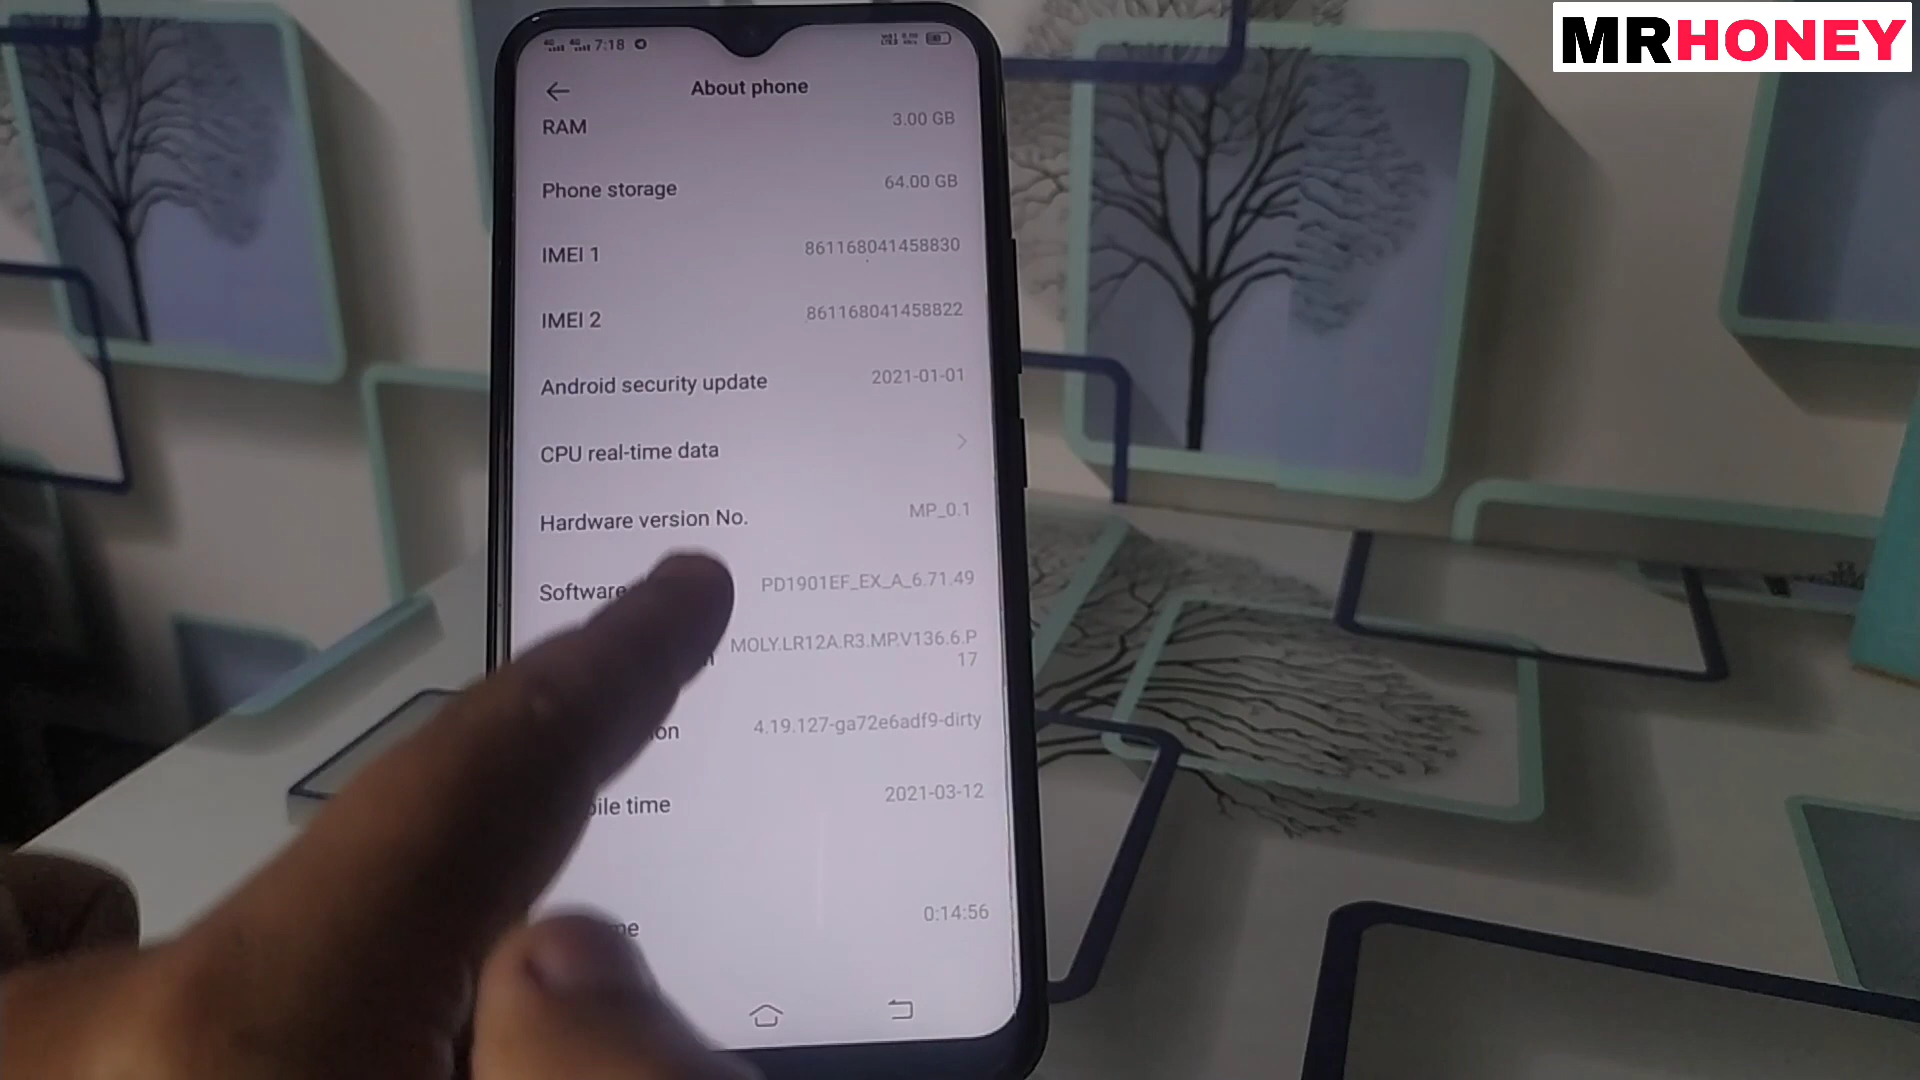 MRHONEY
7:18
About phone
RAM 3.00 GB
Phone storage 64.00 GB
IMEI 1 861168041458830
IMEI 2 861168041458822
Android security update 2021-01-01
CPU real-time data
Hardware version No. MP_0.1
Software PD1901EF_EX_A_6.71.49
MOLY.LR12A.R3.MP.V136.6.P
17
4.19.127-ga72e6adf9-dirty
time 2021-03-12
0:14:56